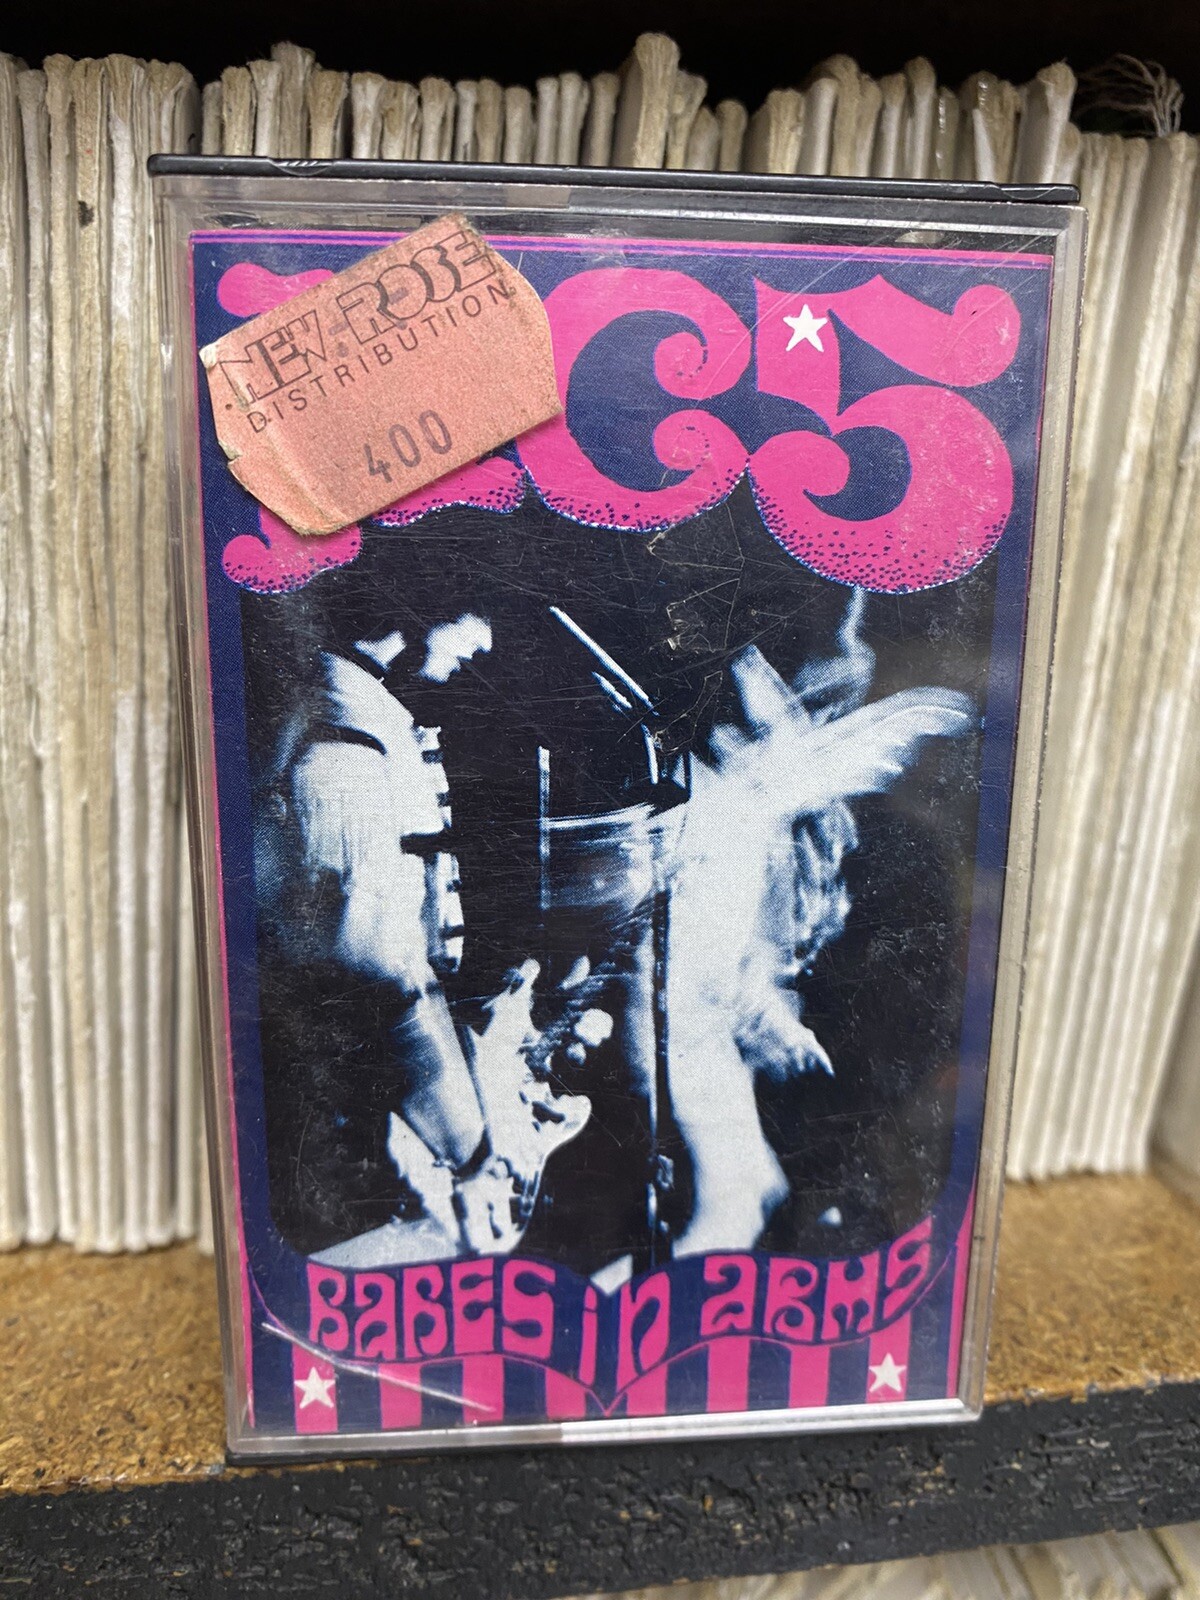 NEW ROSE
DISTRIBUTION
400
C5
BABES in ARMS